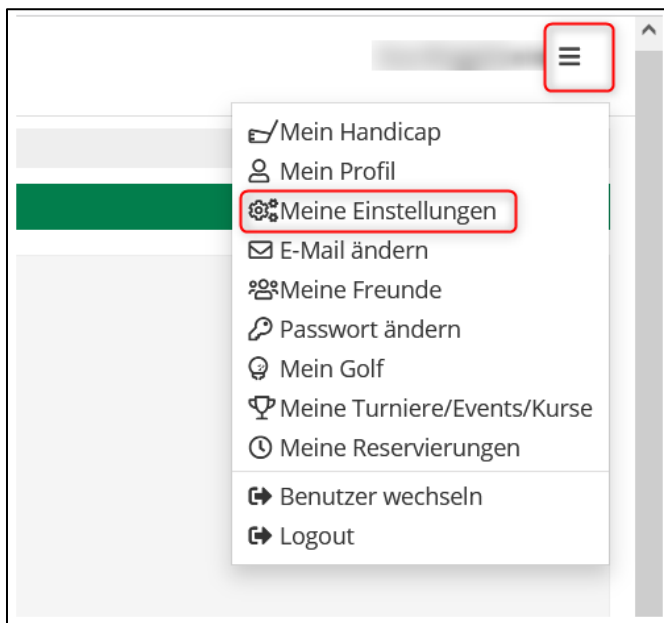 Mein Handicap
Mein Profil
Meine Einstellungen
E-Mail ändern
Meine Freunde
Passwort ändern
Mein Golf
Meine Turniere/Events/Kurse
Meine Reservierungen
Benutzer wechseln
Logout